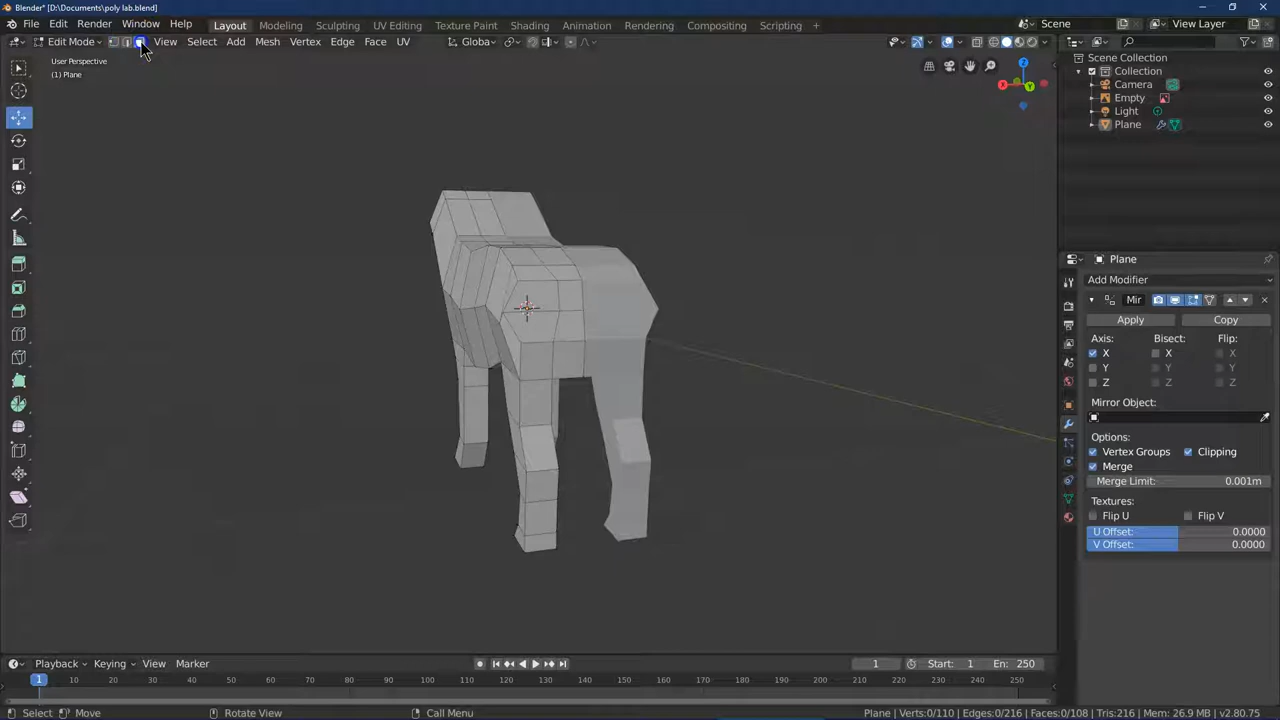 Blender* [D:\Documents\poly lab.blend]
File Edit Render Window Help Layout Modeling Sculpting UV Editing Texture Paint Shading Animation Rendering Compositing Scripting + Scene View Layer
Edit Mode View Select Add Mesh Vertex Edge Face UV Global
User Perspective
(1) Plane
Z
X
Y
Scene Collection
Collection
Camera
Empty
Light
Plane
Plane
Add Modifier
Mir
Apply Copy
Axis: Bisect: Flip:
X X X
Y Y Y
Z Z Z
Mirror Object:
Options:
Vertex Groups Clipping
Merge
Merge Limit: 0.001m
Textures:
Flip U Flip V
U Offset: 0.0000
V Offset: 0.0000
Playback Keying View Marker 1 Start: 1 En: 250
1 10 20 30 40 50 60 70 80 90 100 110 120 130 140 150 160 170 180 190 200 210 220 230 240 250
Select Move Rotate View Call Menu Plane | Verts:0/110 | Edges:0/216 | Faces:0/108 | Tris:216 | Mem: 26.9 MB | v2.80.75